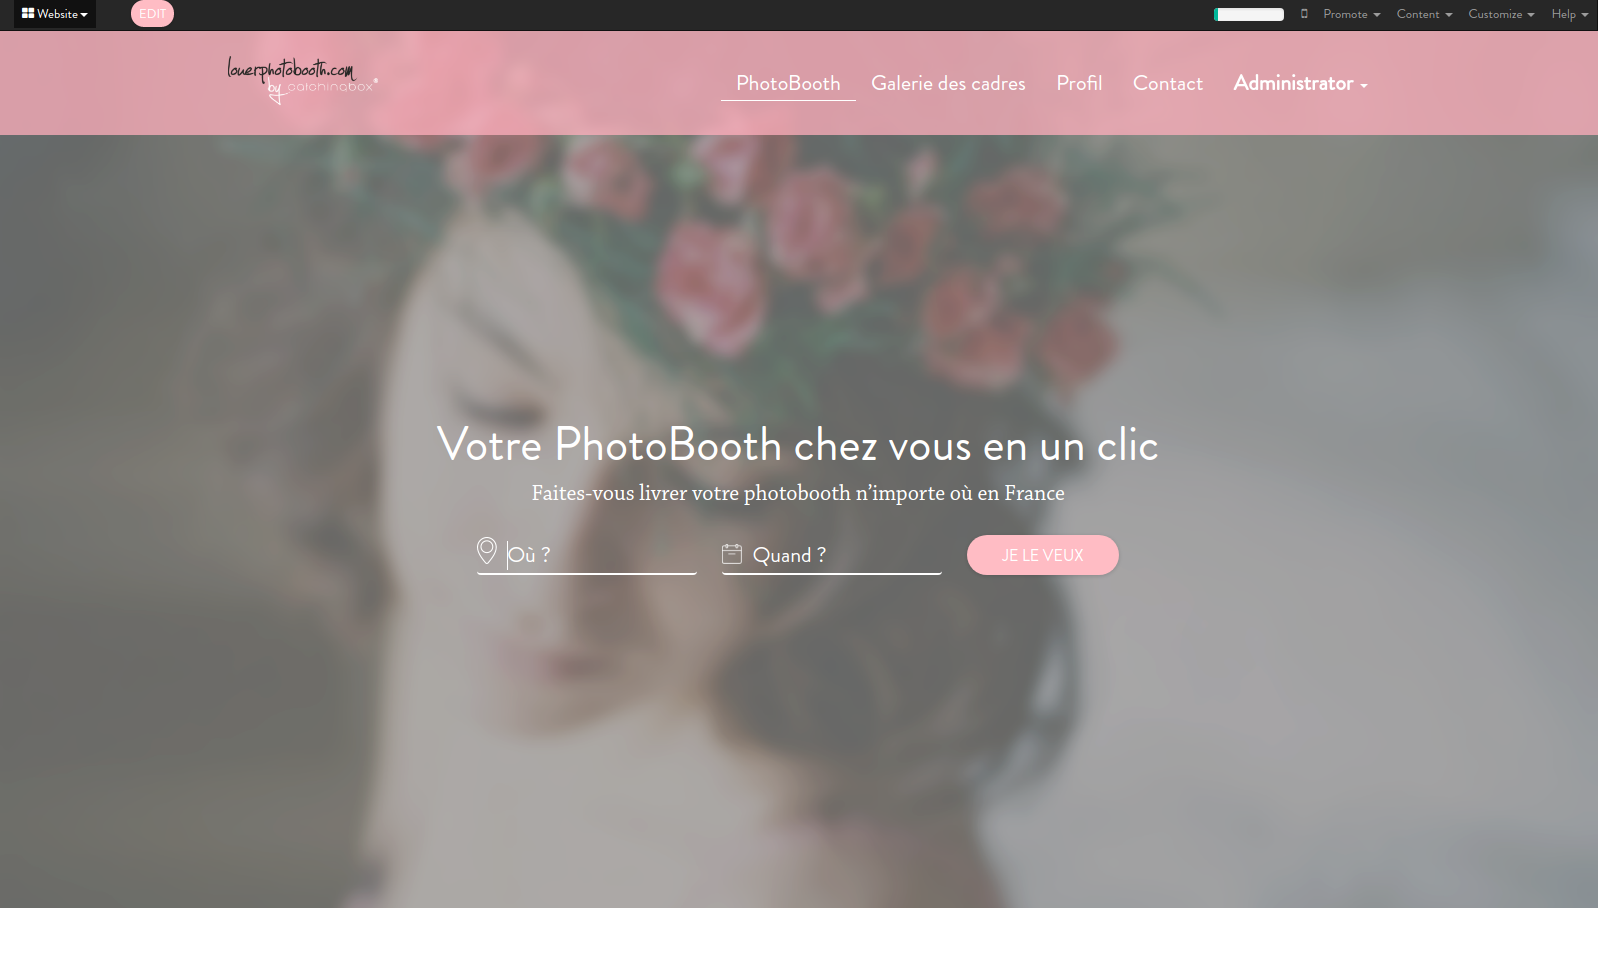 Website
EDIT
Promote
Content
Customize
Help
louerphotobooth.com
by catchinabox®
PhotoBooth
Galerie des cadres
Profil
Contact
Administrator
Votre PhotoBooth chez vous en un clic
Faites-vous livrer votre photobooth n’importe où en France
Où ?
Quand ?
JE LE VEUX